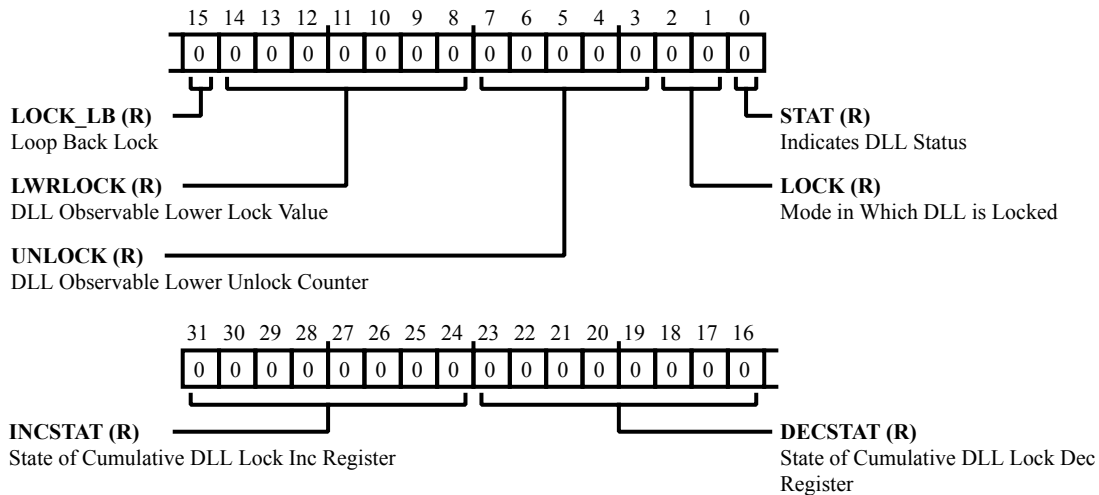 15 14 13 12 11 10 9 8 7 6 5 4 3 2 1 0
0 0 0 0 0 0 0 0 0 0 0 0 0 0 0 0
LOCK_LB (R)
Loop Back Lock
STAT (R)
Indicates DLL Status
LWRLOCK (R)
DLL Observable Lower Lock Value
LOCK (R)
Mode in Which DLL is Locked
UNLOCK (R)
DLL Observable Lower Unlock Counter
31 30 29 28 27 26 25 24 23 22 21 20 19 18 17 16
0 0 0 0 0 0 0 0 0 0 0 0 0 0 0 0
INCSTAT (R)
State of Cumulative DLL Lock Inc Register
DECSTAT (R)
State of Cumulative DLL Lock Dec
Register